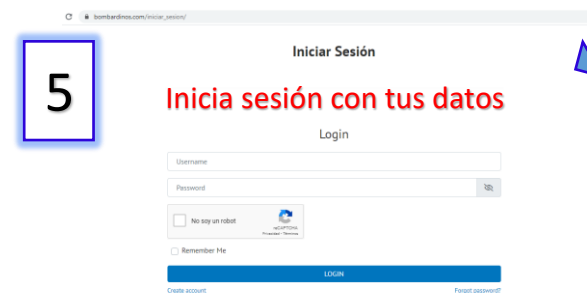 bombardinos.com/iniciar_sesion/
Iniciar Sesión
5
Inicia sesión con tus datos
Login
Username
Password
No soy un robot
reCAPTCHA
Privacidad - Términos
Remember Me
LOGIN
Create account
Forgot password?